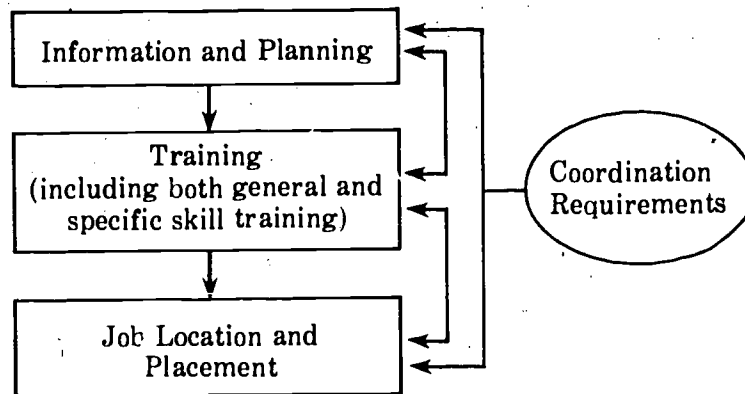 Information and Planning
Training
(including both general and
specific skill training)
Coordination
Requirements
Job Location and
Placement